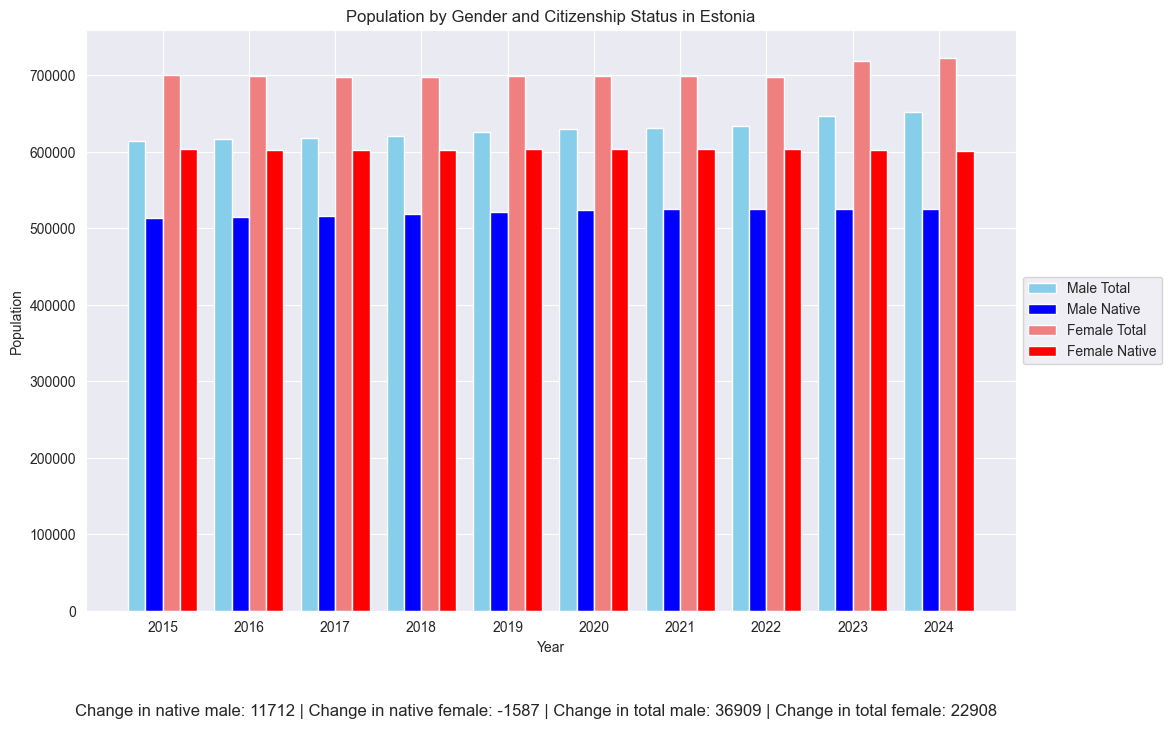 Population by Gender and Citizenship Status in Estonia
Population
700000
600000
500000
400000
300000
200000
100000
0
2015 2016 2017 2018 2019 2020 2021 2022 2023 2024
Year
Male Total
Male Native
Female Total
Female Native
Change in native male: 11712 | Change in native female: -1587 | Change in total male: 36909 | Change in total female: 22908